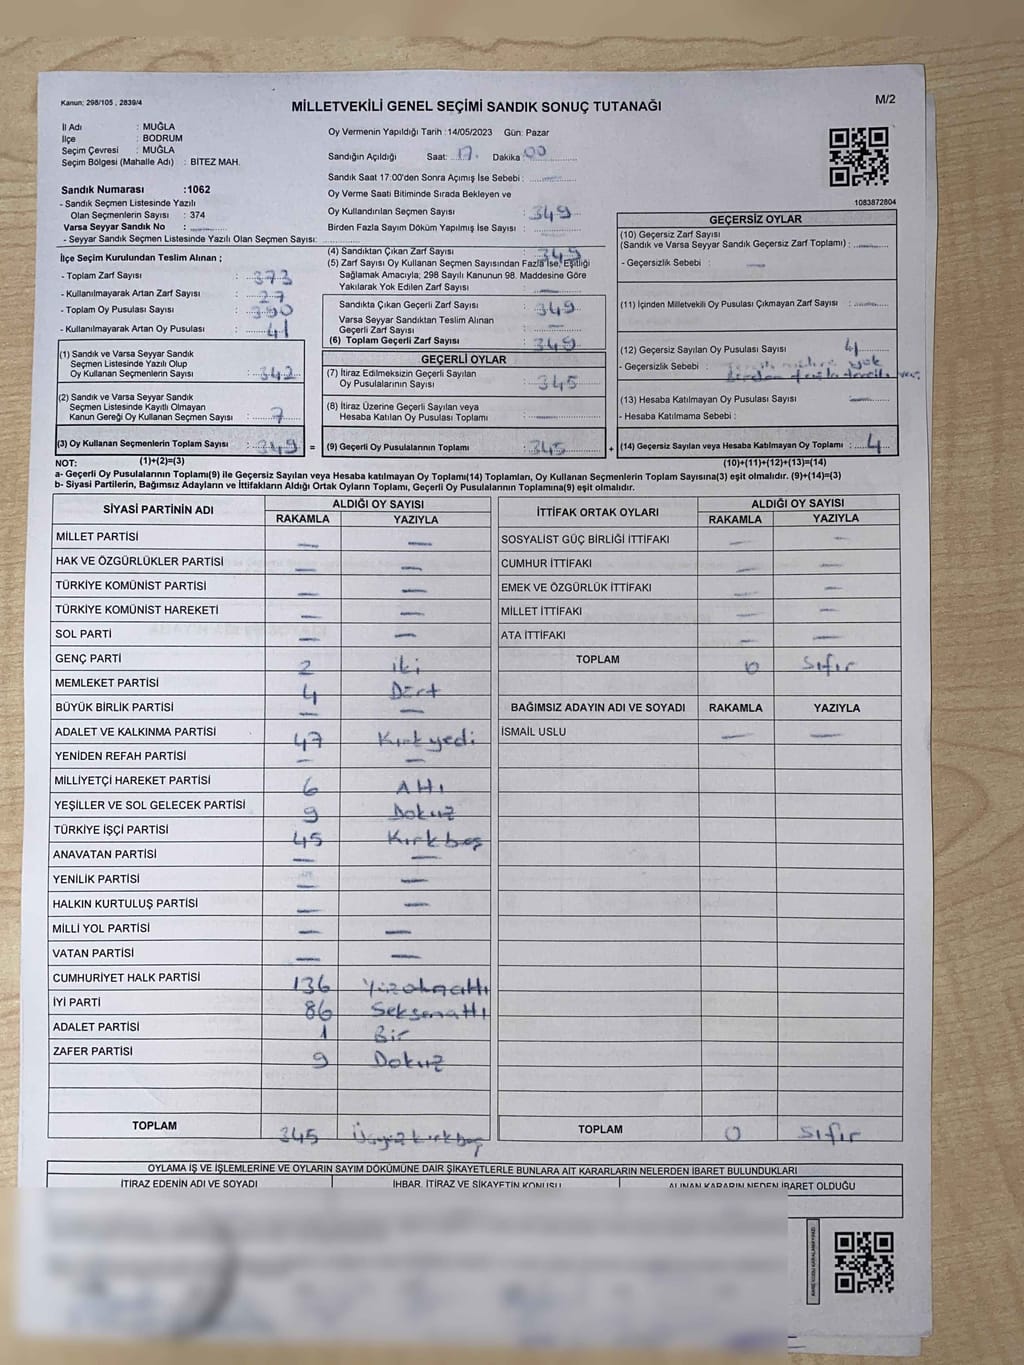 Kanun; 298/105 , 2839/4
MİLLETVEKİLİ GENEL SEÇİMİ SANDIK SONUÇ TUTANAĞI
M/2
İl Adı : MUĞLA
İlçe : BODRUM
Seçim Çevresi : MUĞLA
Seçim Bölgesi (Mahalle Adı) : BİTEZ MAH.
Sandık Numarası :1062
- Sandık Seçmen Listesinde Yazılı
Olan Seçmenlerin Sayısı : 374
Varsa Seyyar Sandık No :
- Seyyar Sandık Seçmen Listesinde Yazılı Olan Seçmen Sayısı:
Oy Vermenin Yapıldığı Tarih : 14/05/2023 Gün: Pazar
Sandığın Açıldığı Saat: 17. Dakika 00
Sandık Saat 17:00'den Sonra Açımış İse Sebebi :
Oy Verme Saati Bitiminde Sırada Bekleyen ve
Oy Kullandırılan Seçmen Sayısı : 349
Birden Fazla Sayım Döküm Yapılmış İse Sayısı :
1083872804
İlçe Seçim Kurulundan Teslim Alınan ;
- Toplam Zarf Sayısı : 373
- Kullanılmayarak Artan Zarf Sayısı : 27
- Toplam Oy Pusulası Sayısı : 390
- Kullanılmayarak Artan Oy Pusulası : 41
(1) Sandık ve Varsa Seyyar Sandık
Seçmen Listesinde Yazılı Olup
Oy Kullanan Seçmenlerin Sayısı : 342
(2) Sandık ve Varsa Seyyar Sandık
Seçmen Listesinde Kayıtlı Olmayan
Kanun Gereği Oy Kullanan Seçmen Sayısı : 7
(3) Oy Kullanan Seçmenlerin Toplam Sayısı : 349 =
(4) Sandıktan Çıkan Zarf Sayısı : 349
(5) Zarf Sayısı Oy Kullanan Seçmen Sayısından Fazla İse, Eşitliği
Sağlamak Amacıyla; 298 Sayılı Kanunun 98. Maddesine Göre
Yakılarak Yok Edilen Zarf Sayısı : —
Sandıkta Çıkan Geçerli Zarf Sayısı : 349
Varsa Seyyar Sandıktan Teslim Alınan
Geçerli Zarf Sayısı : —
(6) Toplam Geçerli Zarf Sayısı : 349
GEÇERLİ OYLAR
(7) İtiraz Edilmeksizin Geçerli Sayılan
Oy Pusulalarının Sayısı : 345
(8) İtiraz Üzerine Geçerli Sayılan veya
Hesaba Katılan Oy Pusulası Toplamı : —
(9) Geçerli Oy Pusulalarının Toplamı : 345 +
GEÇERSİZ OYLAR
(10) Geçersiz Zarf Sayısı
(Sandık ve Varsa Seyyar Sandık Geçersiz Zarf Toplamı) :
- Geçersizlik Sebebi : —
(11) İçinden Milletvekili Oy Pusulası Çıkmayan Zarf Sayısı :
(12) Geçersiz Sayılan Oy Pusulası Sayısı : 4
- Geçersizlik Sebebi : yok
Birden fazla tercih var.
(13) Hesaba Katılmayan Oy Pusulası Sayısı : —
- Hesaba Katılmama Sebebi :
(14) Geçersiz Sayılan veya Hesaba Katılmayan Oy Toplamı : 4
NOT: (1)+(2)=(3) (10)+(11)+(12)+(13)=(14)
a- Geçerli Oy Pusulalarının Toplamı(9) ile Geçersiz Sayılan veya Hesaba katılmayan Oy Toplamı(14) Toplamları, Oy Kullanan Seçmenlerin Toplam Sayısına(3) eşit olmalıdır. (9)+(14)=(3)
b- Siyasi Partilerin, Bağımsız Adayların ve İttifakların Aldığı Ortak Oyların Toplamı, Geçerli Oy Pusulalarının Toplamına(9) eşit olmalıdır.
SİYASİ PARTİNİN ADI ALDIĞI OY SAYISI
RAKAMLA YAZIYLA
MİLLET PARTİSİ — —
HAK VE ÖZGÜRLÜKLER PARTİSİ — —
TÜRKİYE KOMÜNİST PARTİSİ — —
TÜRKİYE KOMÜNİST HAREKETİ — —
SOL PARTİ — —
GENÇ PARTİ 2 iki
MEMLEKET PARTİSİ 4 Dört
BÜYÜK BİRLİK PARTİSİ — —
ADALET VE KALKINMA PARTİSİ 47 Kırkyedi
YENİDEN REFAH PARTİSİ — —
MİLLİYETÇİ HAREKET PARTİSİ 6 Altı
YEŞİLLER VE SOL GELECEK PARTİSİ 9 Dokuz
TÜRKİYE İŞÇİ PARTİSİ 45 Kırkbeş
ANAVATAN PARTİSİ — —
YENİLİK PARTİSİ — —
HALKIN KURTULUŞ PARTİSİ — —
MİLLİ YOL PARTİSİ — —
VATAN PARTİSİ — —
CUMHURİYET HALK PARTİSİ 136 Yüzotuzaltı
İYİ PARTİ 86 Seksenaltı
ADALET PARTİSİ 1 Bir
ZAFER PARTİSİ 9 Dokuz
TOPLAM 345 Üçyüzkırkbeş
İTTİFAK ORTAK OYLARI ALDIĞI OY SAYISI
RAKAMLA YAZIYLA
SOSYALİST GÜÇ BİRLİĞİ İTTİFAKI — —
CUMHUR İTTİFAKI — —
EMEK VE ÖZGÜRLÜK İTTİFAKI — —
MİLLET İTTİFAKI — —
ATA İTTİFAKI — —
TOPLAM 0 Sıfır
BAĞIMSIZ ADAYIN ADI VE SOYADI RAKAMLA YAZIYLA
İSMAİL USLU — —
TOPLAM 0 Sıfır
OYLAMA İŞ VE İŞLEMLERİNE VE OYLARIN SAYIM DÖKÜMÜNE DAİR ŞİKAYETLERLE BUNLARA AİT KARARLARIN NELERDEN İBARET BULUNDUKLARI
İTİRAZ EDENİN ADI VE SOYADI İHBAR, İTİRAZ VE ŞİKAYETİN KONUSU ALINAN KARARIN NEDEN İBARET OLDUĞU